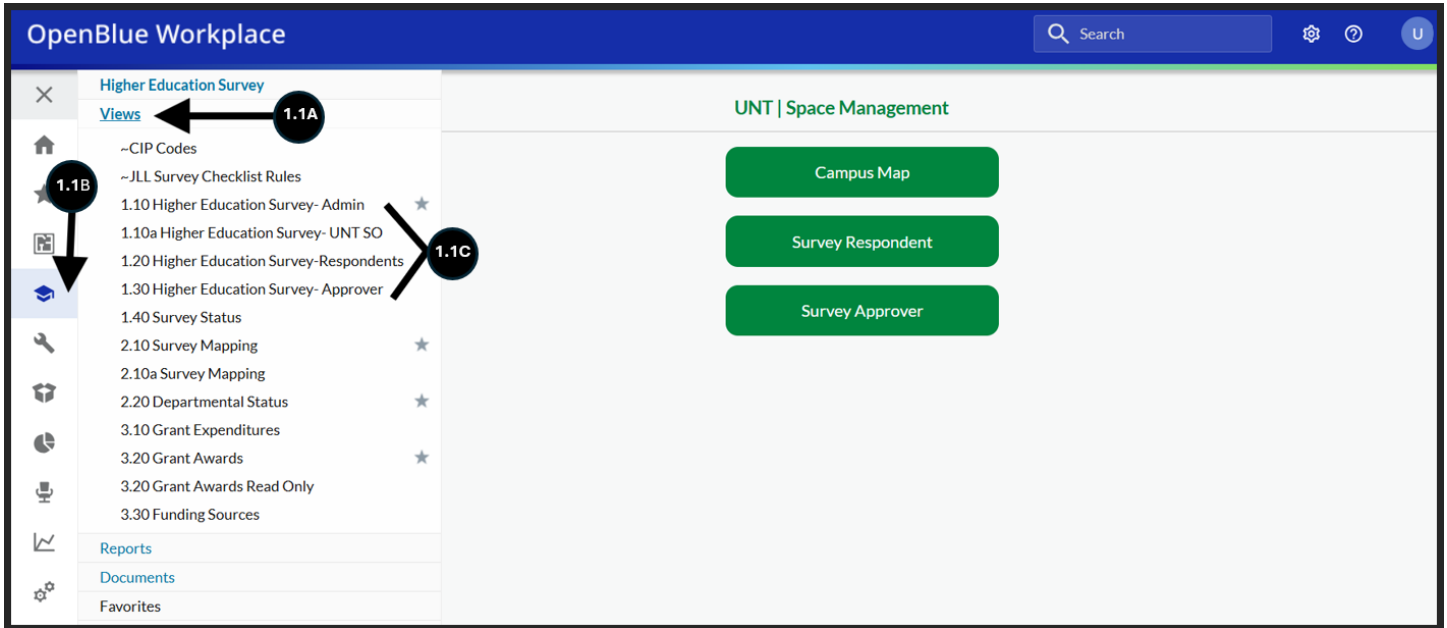 OpenBlue Workplace
Search
U
Higher Education Survey
Views
1.1A
~CIP Codes
~JLL Survey Checklist Rules
1.1B
1.10 Higher Education Survey- Admin
1.10a Higher Education Survey- UNT SO
1.1C
1.20 Higher Education Survey-Respondents
1.30 Higher Education Survey- Approver
1.40 Survey Status
2.10 Survey Mapping
2.10a Survey Mapping
2.20 Departmental Status
3.10 Grant Expenditures
3.20 Grant Awards
3.20 Grant Awards Read Only
3.30 Funding Sources
Reports
Documents
Favorites
UNT | Space Management
Campus Map
Survey Respondent
Survey Approver